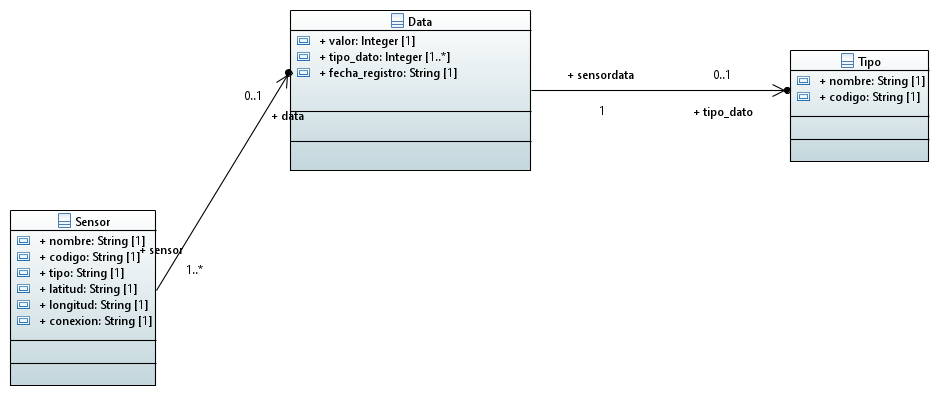 Data
+ valor: Integer [1]
+ tipo_dato: Integer [1..*]
+ fecha_registro: String [1]
+ sensordata
0..1
1
+ tipo_dato
Tipo
+ nombre: String [1]
+ codigo: String [1]
0..1
+ data
Sensor
+ nombre: String [1]
+ codigo: String [1]
+ tipo: String [1]
+ latitud: String [1]
+ longitud: String [1]
+ conexion: String [1]
+ sensor
1..*